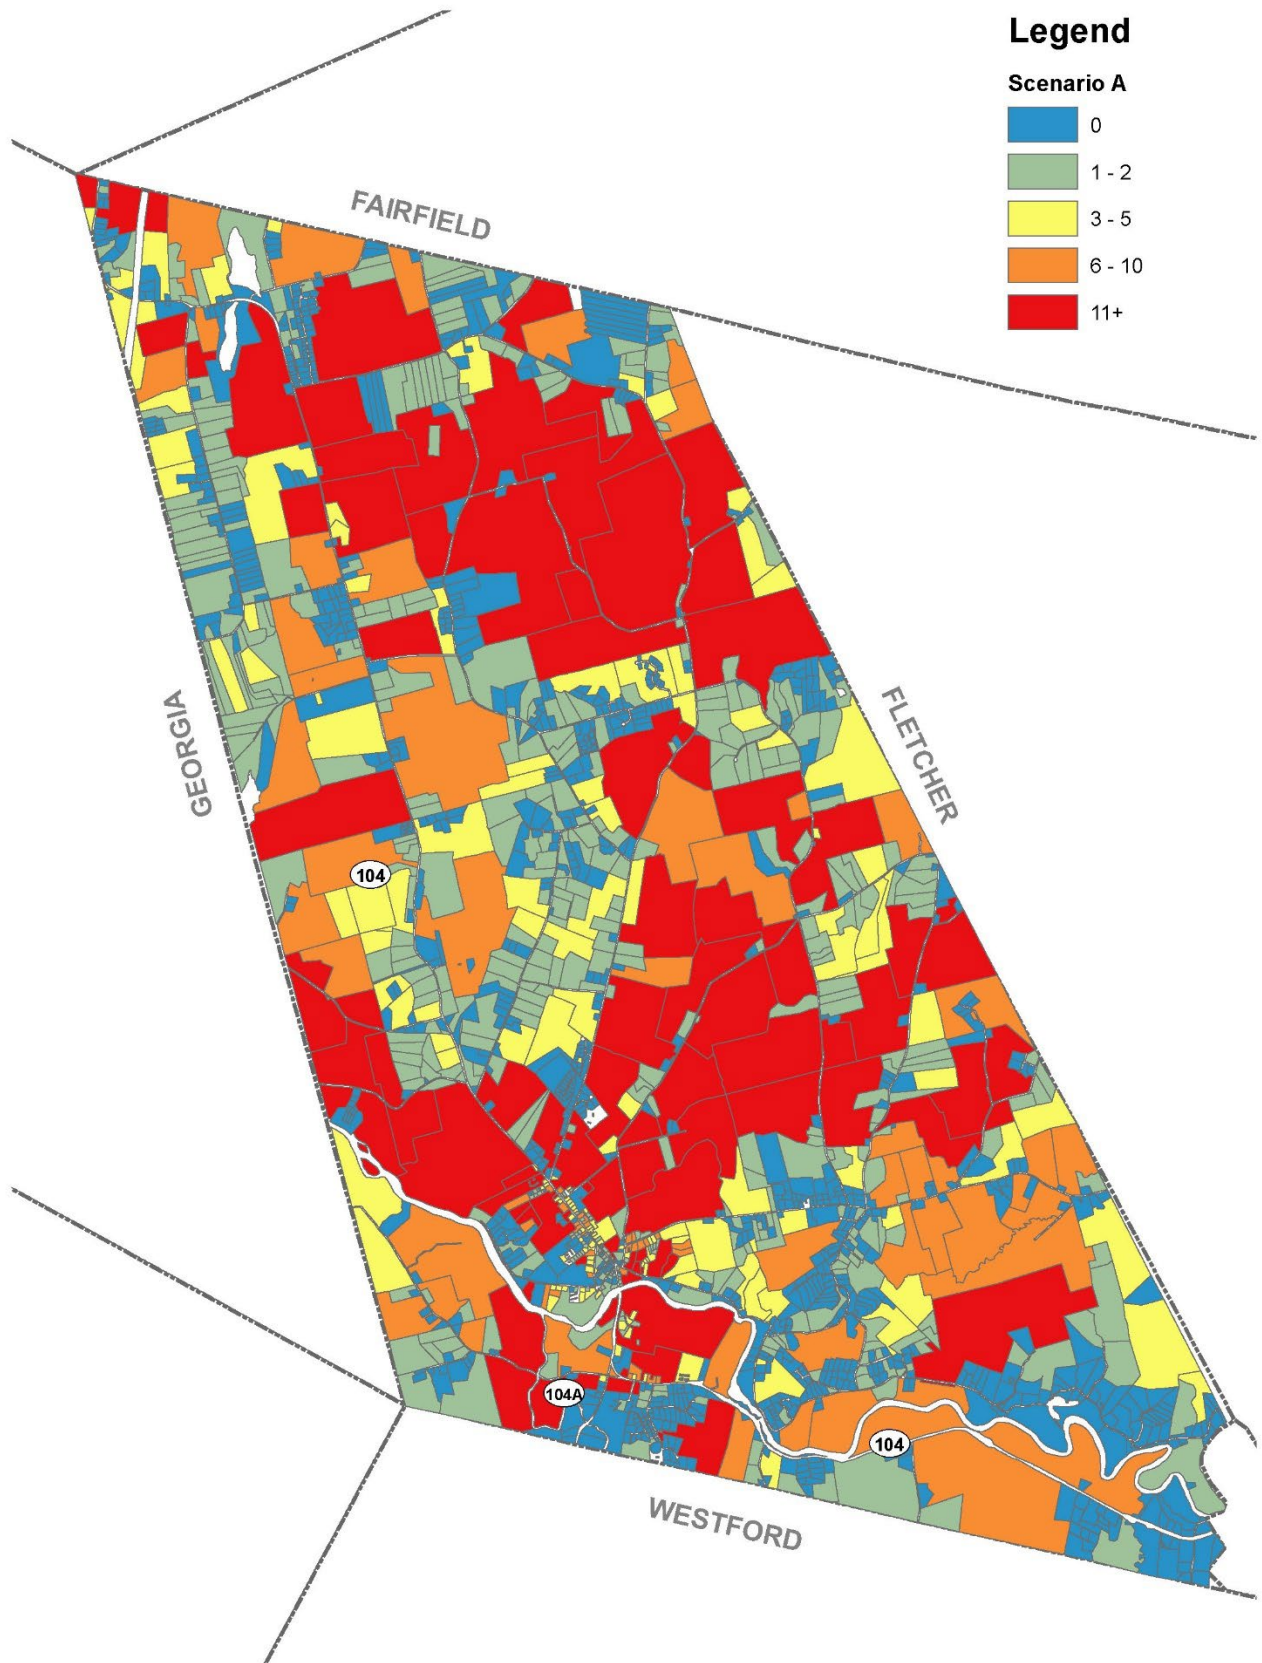 Legend
Scenario A
0
1 - 2
3 - 5
6 - 10
11+
FAIRFIELD
GEORGIA
FLETCHER
104
104A
104
WESTFORD